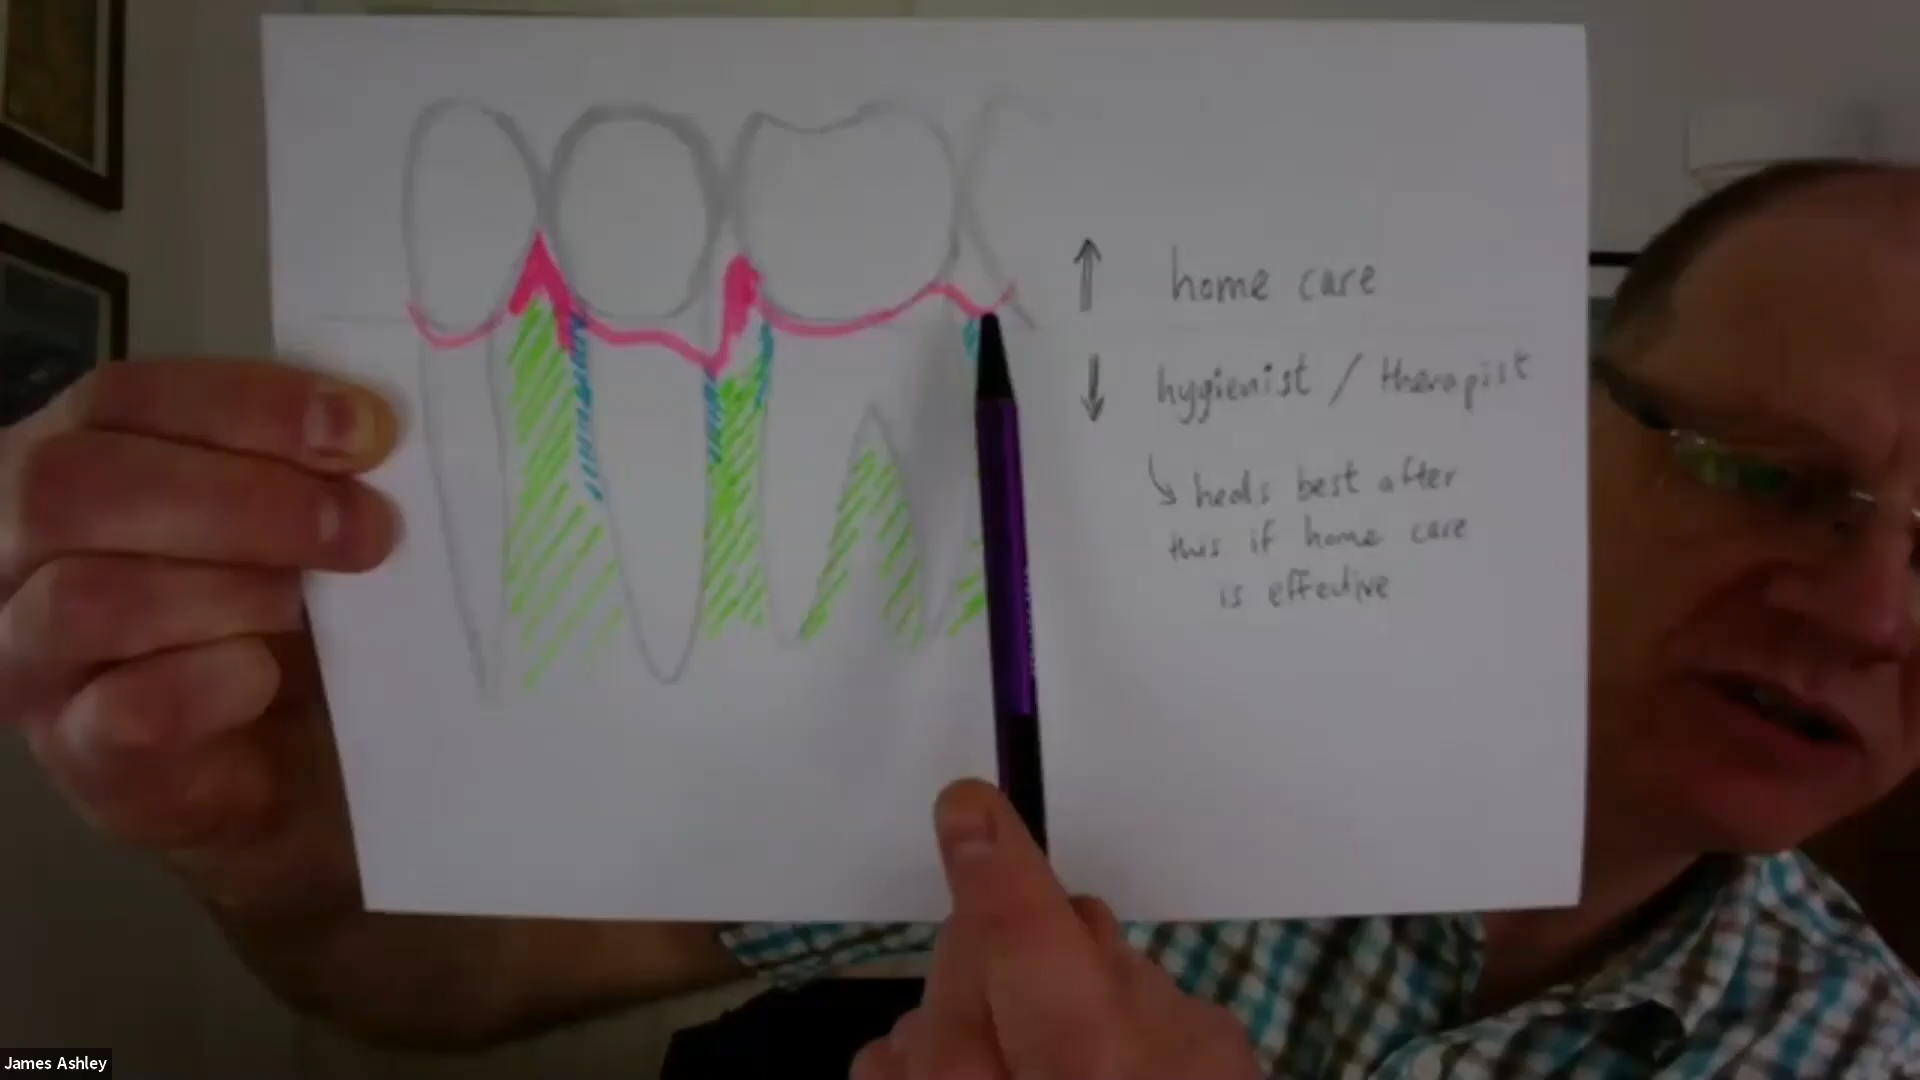 home care
hygienist / therapist
heals best after
this if home care
is effective
James Ashley